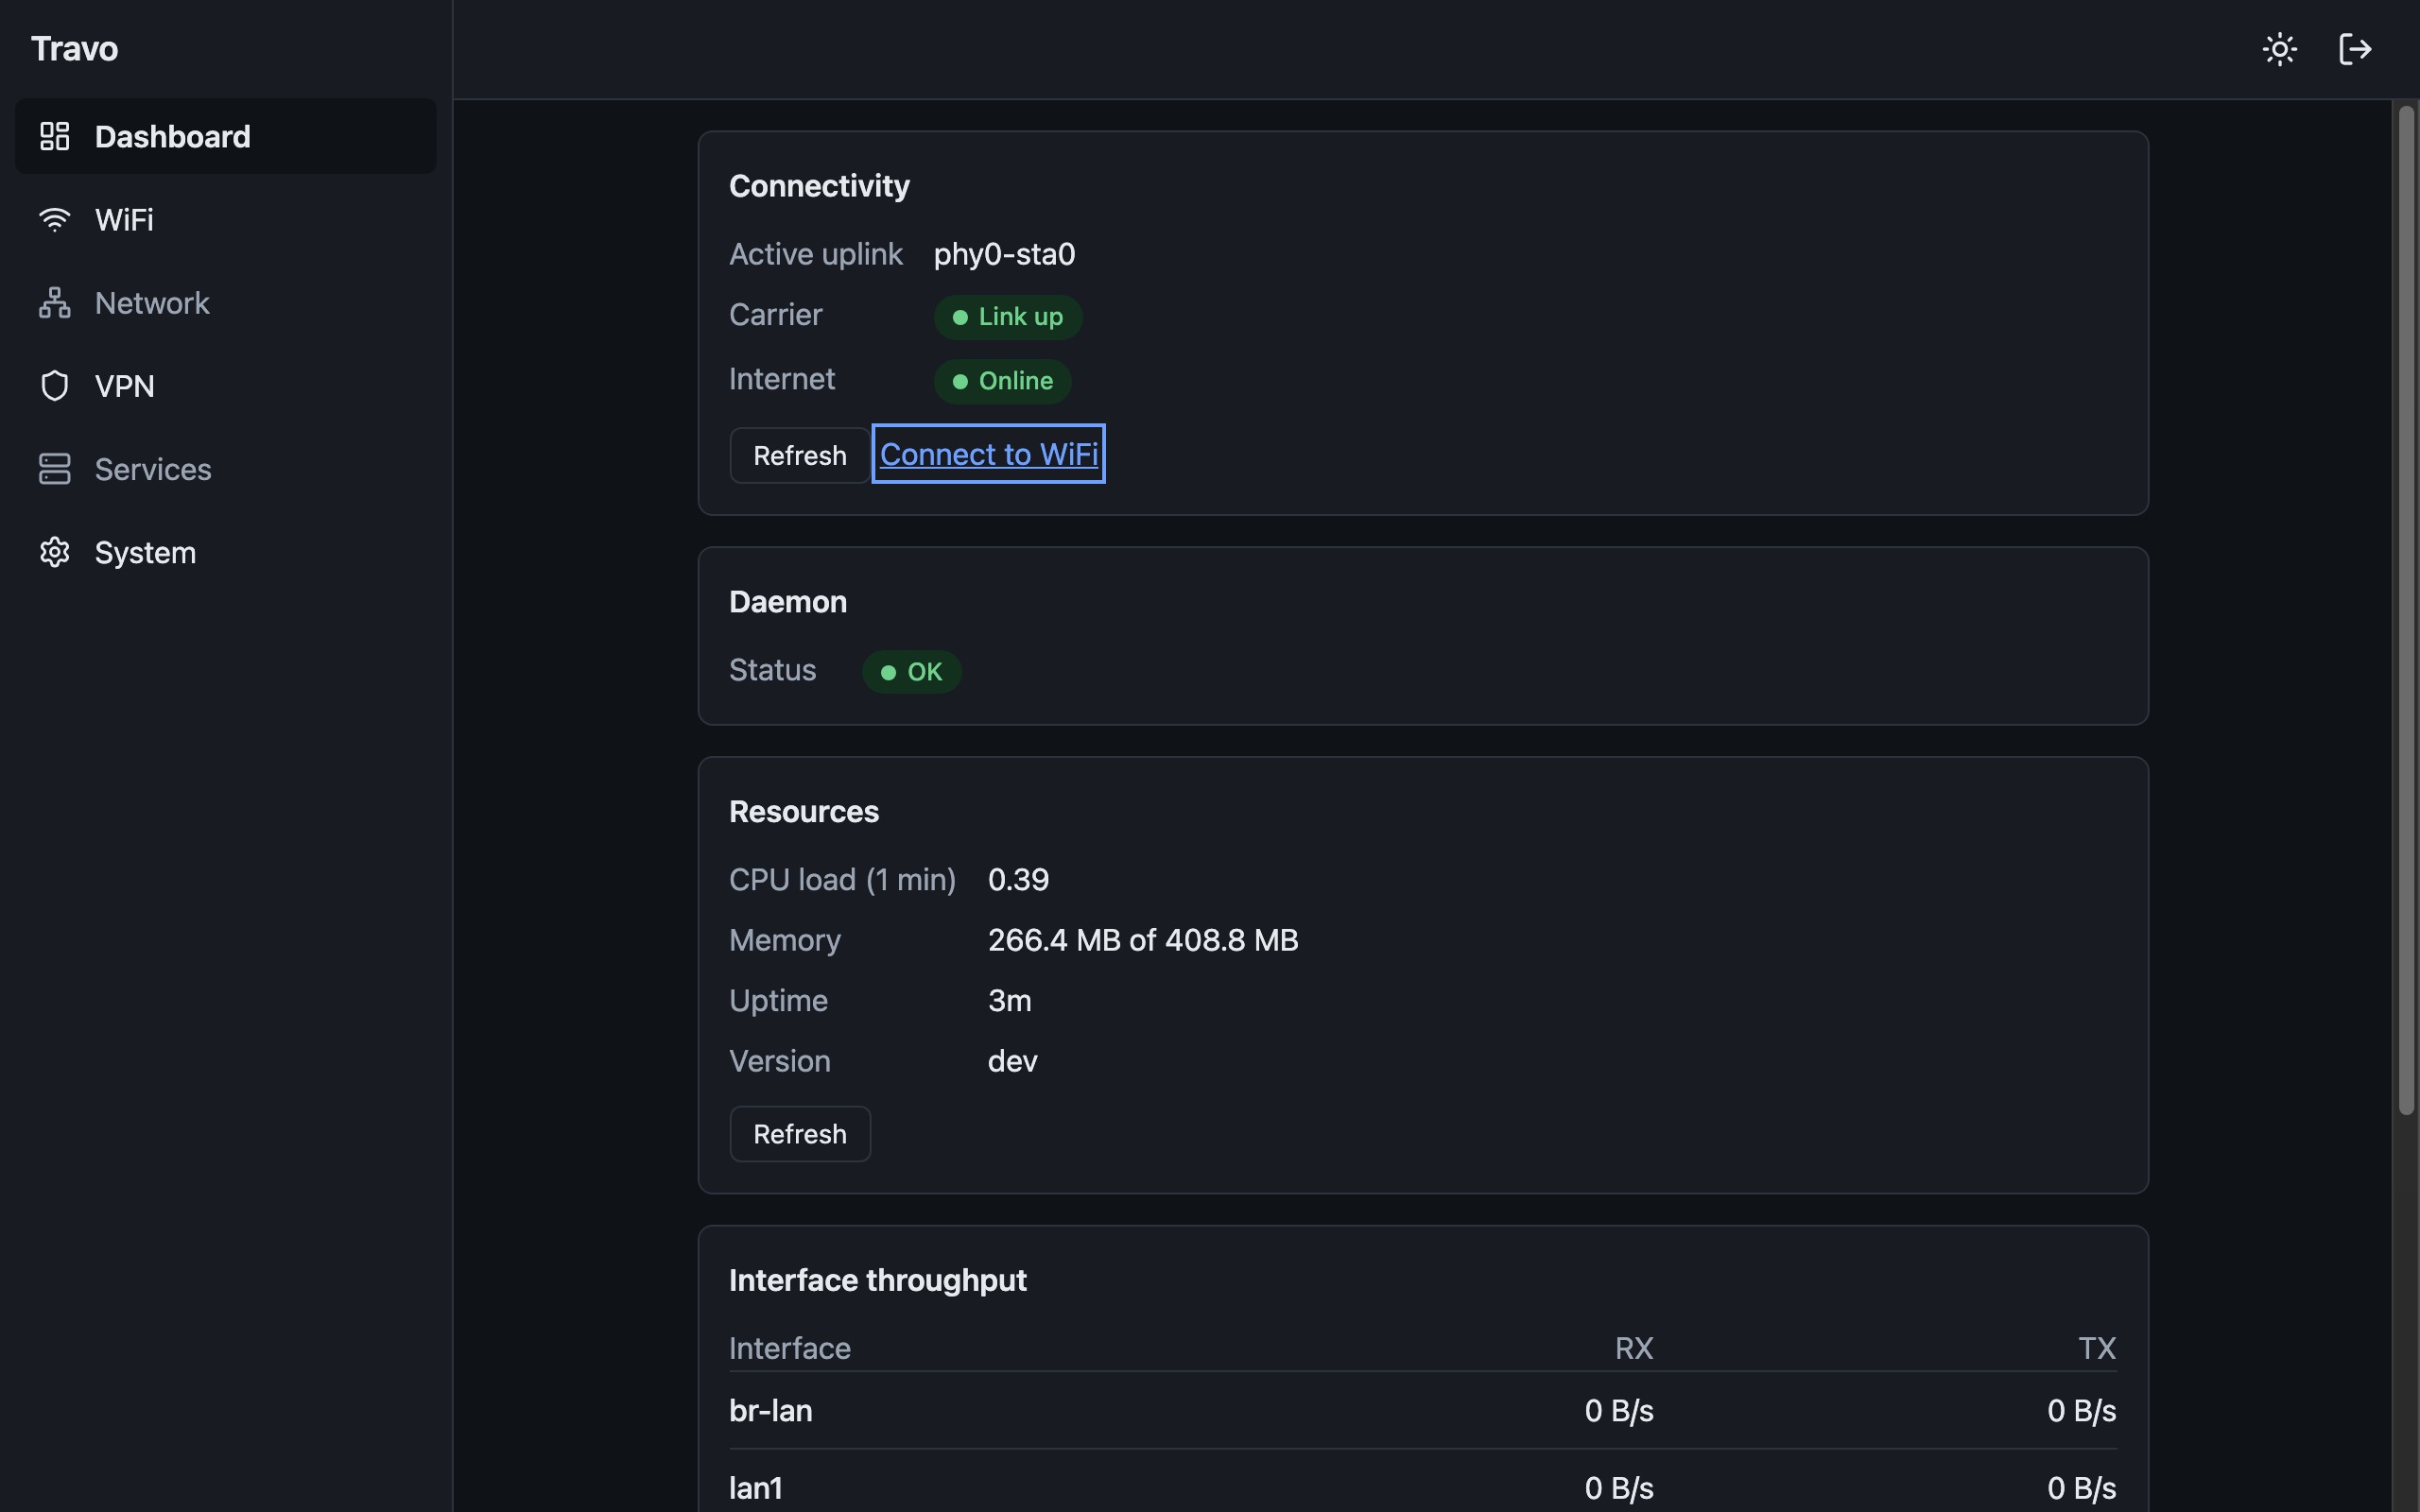 Travo
Dashboard
WiFi
Network
VPN
Services
System
Connectivity
Active uplink phy0-sta0
Carrier Link up
Internet Online
Refresh Connect to WiFi
Daemon
Status OK
Resources
CPU load (1 min) 0.39
Memory 266.4 MB of 408.8 MB
Uptime 3m
Version dev
Refresh
Interface throughput
Interface RX TX
br-lan 0 B/s 0 B/s
lan1 0 B/s 0 B/s